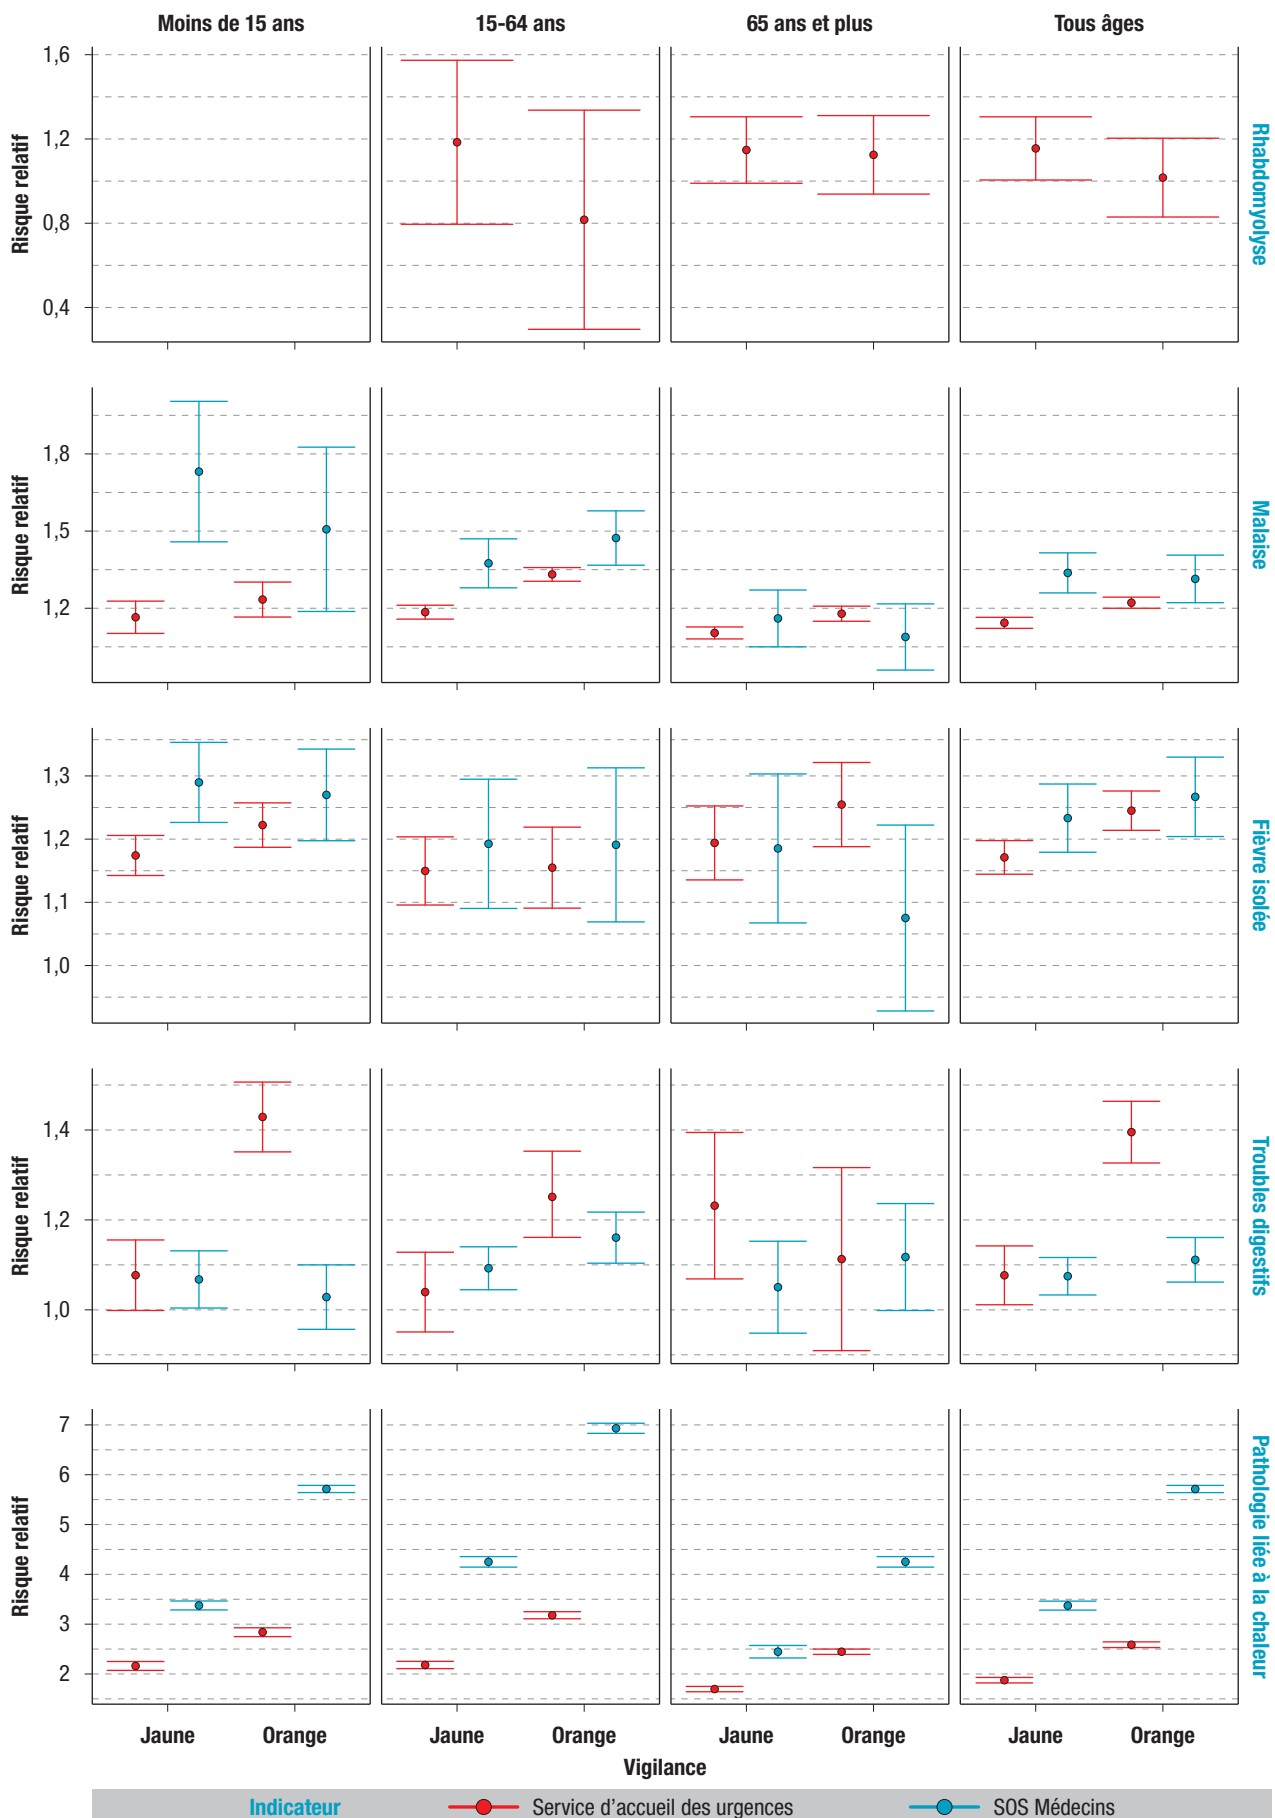 Moins de 15 ans 15-64 ans 65 ans et plus Tous âges
Risque relatif
1,6
1,2
0,8
0,4
Rhabdomyolyse
Risque relatif
1,8
1,5
1,2
Malaise
Risque relatif
1,3
1,2
1,1
1,0
Fièvre isolée
Risque relatif
1,4
1,2
1,0
Troubles digestifs
Risque relatif
7
6
5
4
3
2
Pathologie liée à la chaleur
Jaune Orange Jaune Orange Jaune Orange Jaune Orange
Vigilance
Indicateur Service d’accueil des urgences SOS Médecins